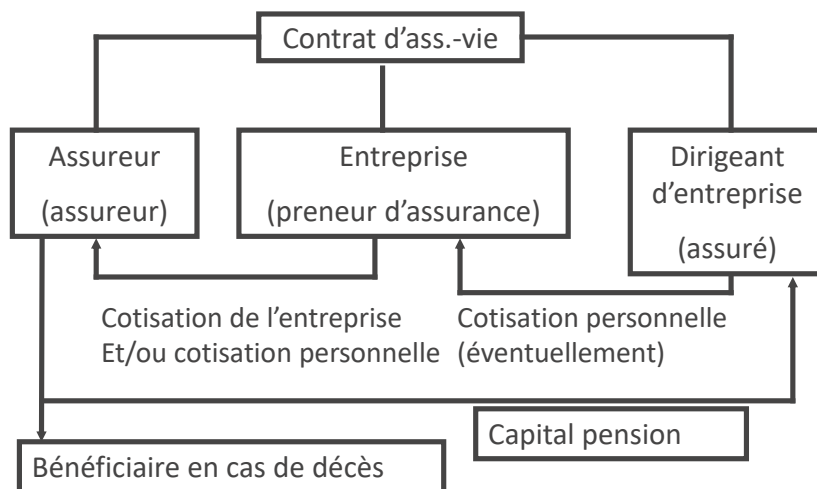 Contrat d'ass.-vie
Assureur
(assureur)
Entreprise
(preneur d'assurance)
Dirigeant
d'entreprise
(assuré)
Cotisation de l'entreprise
Et/ou cotisation personnelle
Cotisation personnelle
(éventuellement)
Capital pension
Bénéficiaire en cas de décès